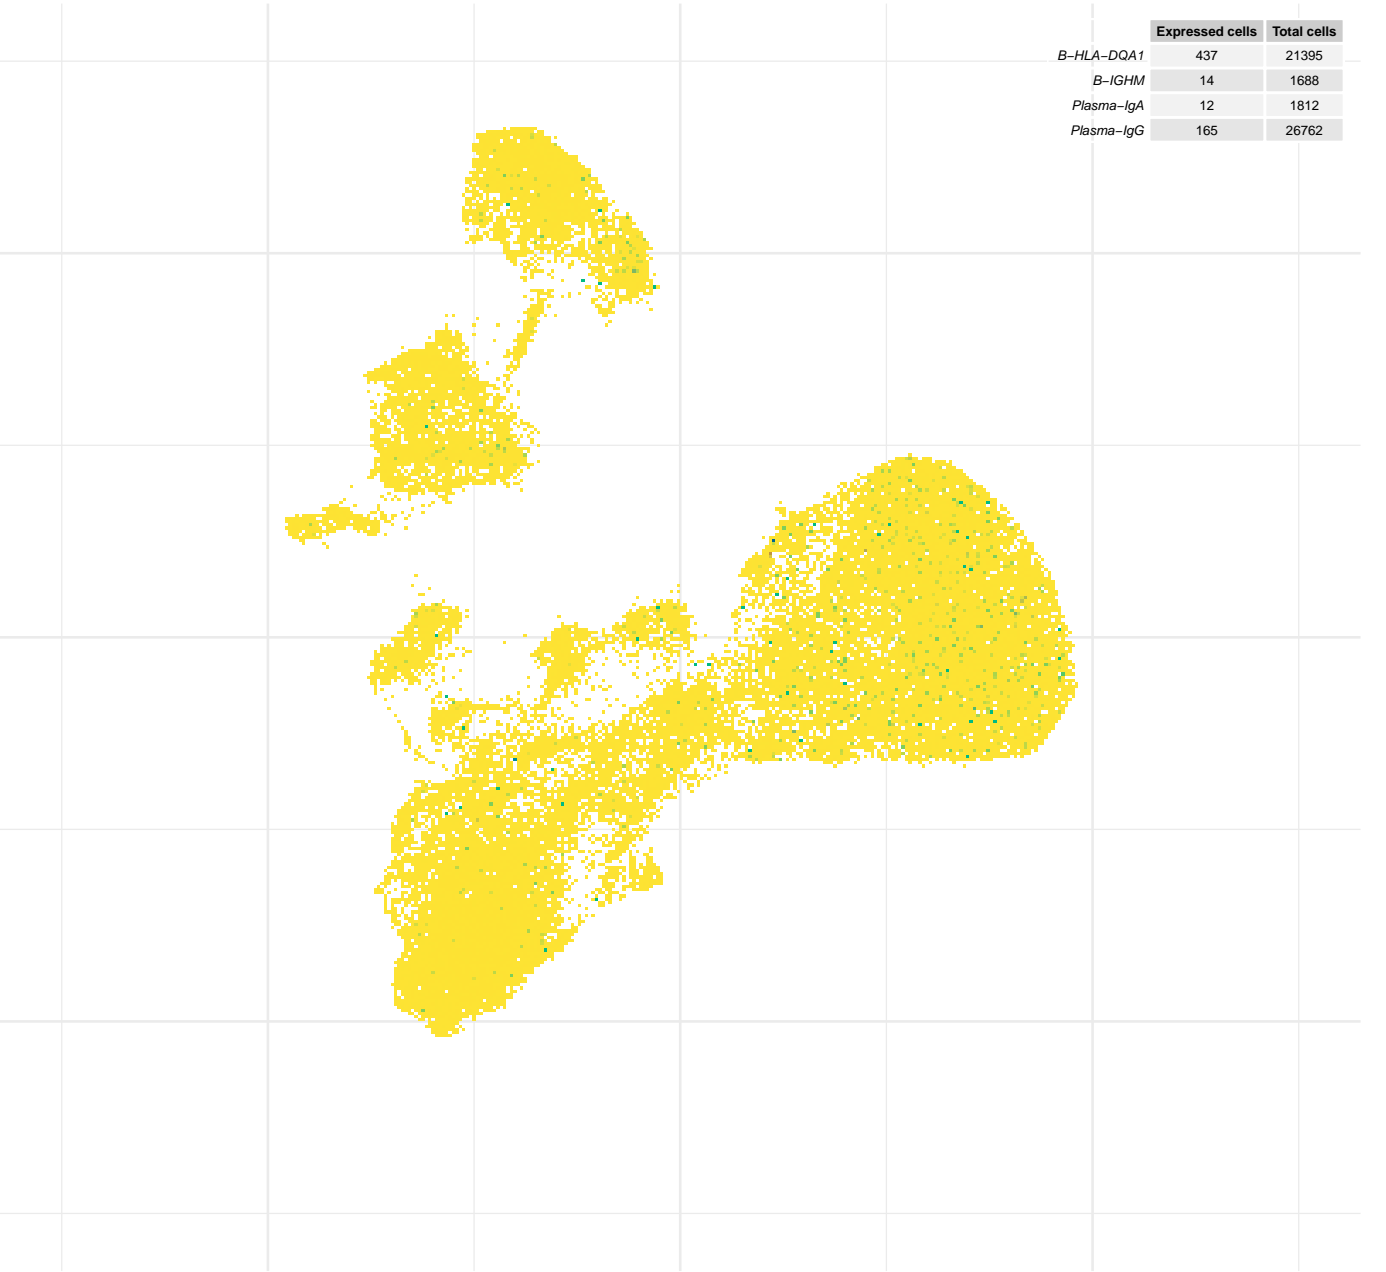 Expressed cells Total cells
B−HLA−DQA1 437 21395
B−IGHM 14 1688
Plasma−IgA 12 1812
Plasma−IgG 165 26762